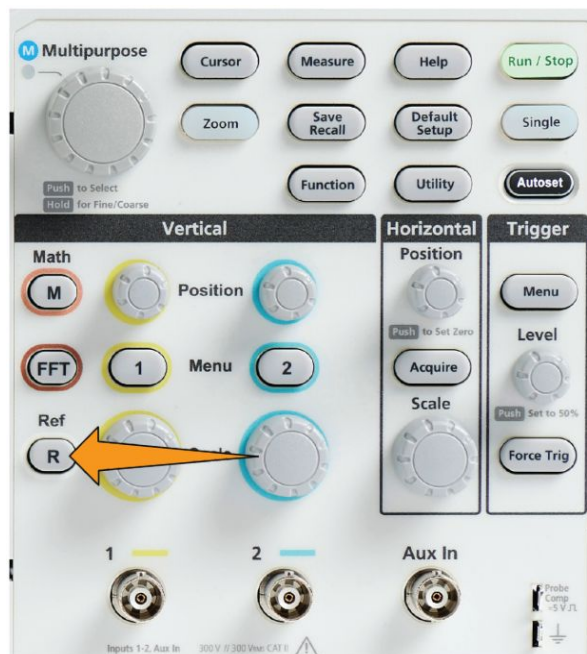 M Multipurpose
Push to Select
Hold for Fine/Coarse
Cursor
Measure
Help
Run / Stop
Zoom
Save
Recall
Default
Setup
Single
Function
Utility
Autoset
Vertical
Horizontal
Trigger
Math
M
Position
Position
Push to Set Zero
Menu
FFT
1
Menu
2
Acquire
Level
Push Set to 50%
Ref
R
Scale
Force Trig
1
2
Aux In
Inputs 1-2, Aux In
300 V
CAT II
Probe
Comp